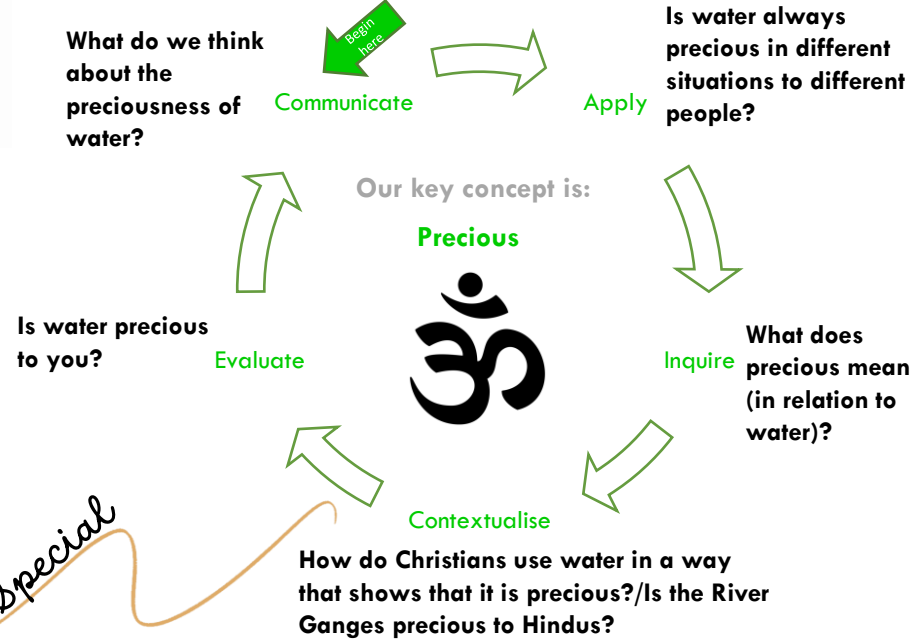 Begin
here
What do we think
about the
preciousness of
water?
Communicate
Apply
Is water always
precious in different
situations to different
people?
Our key concept is:
Precious
ॐ
Inquire
What does
precious mean
(in relation to
water)?
Contextualise
How do Christians use water in a way
that shows that it is precious?/Is the River
Ganges precious to Hindus?
Evaluate
Is water precious
to you?
Special